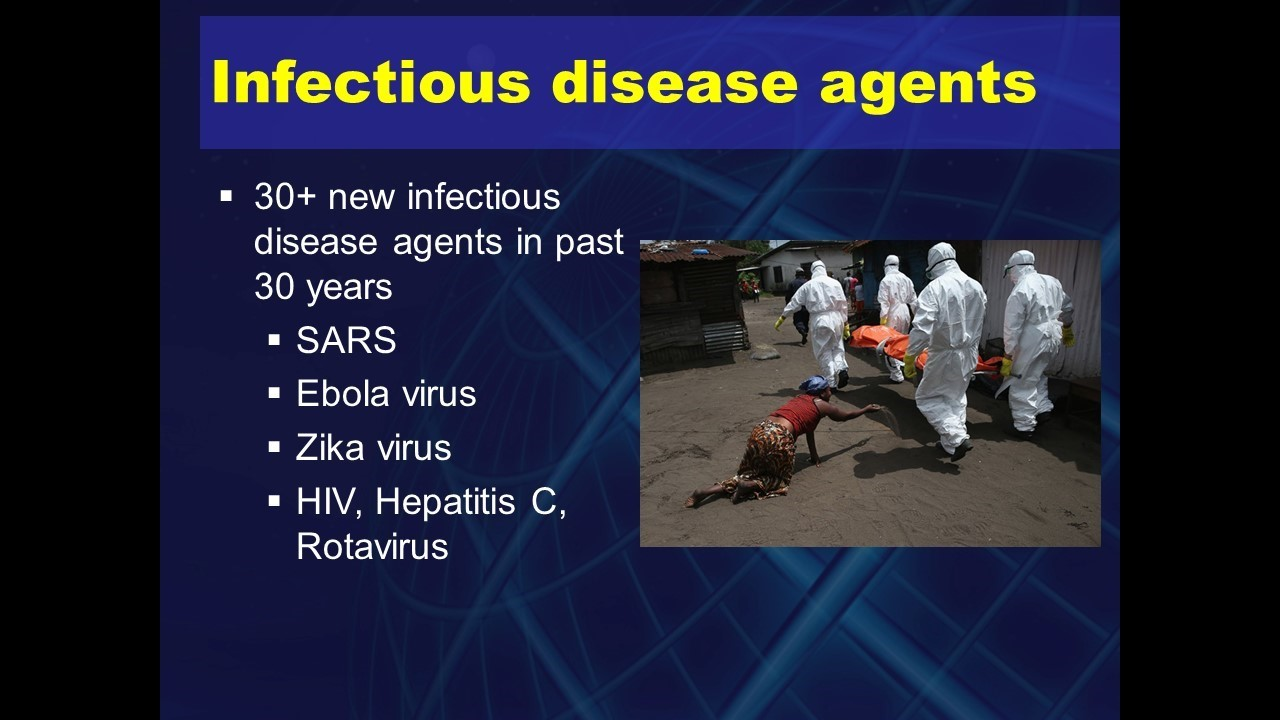 Infectious disease agents
▪ 30+ new infectious
disease agents in past
30 years
▪ SARS
▪ Ebola virus
▪ Zika virus
▪ HIV, Hepatitis C,
Rotavirus